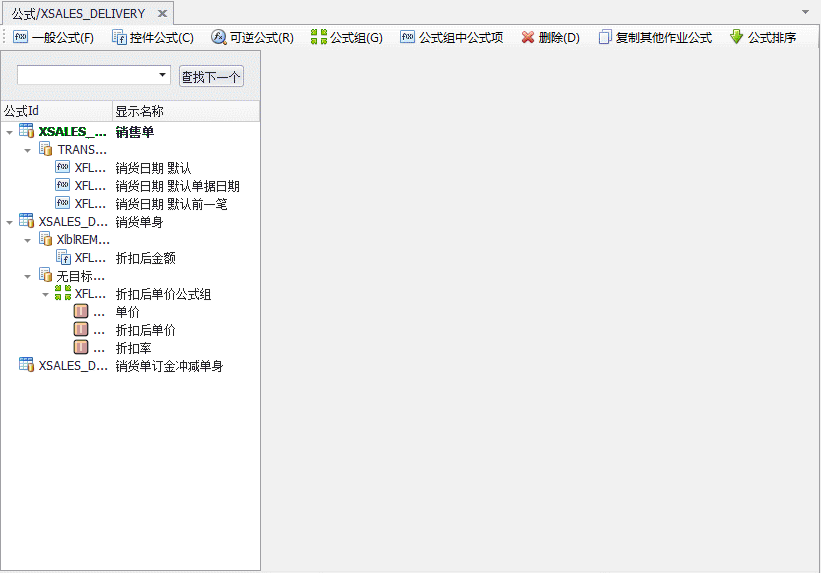 公式/XSALES_DELIVERY
一般公式(F) 控件公式(C) 可逆公式(R) 公式组(G) 公式组中公式项 删除(D) 复制其他作业公式 公式排序
查找下一个
公式Id 显示名称
XSALES_... 销售单
TRANS...
XFL... 销货日期 默认
XFL... 销货日期 默认单据日期
XFL... 销货日期 默认前一笔
XSALES_D... 销货单身
XlblREM...
XFL... 折扣后金额
无目标...
XFL... 折扣后单价公式组
... 单价
... 折扣后单价
... 折扣率
XSALES_D... 销货单订金冲减单身